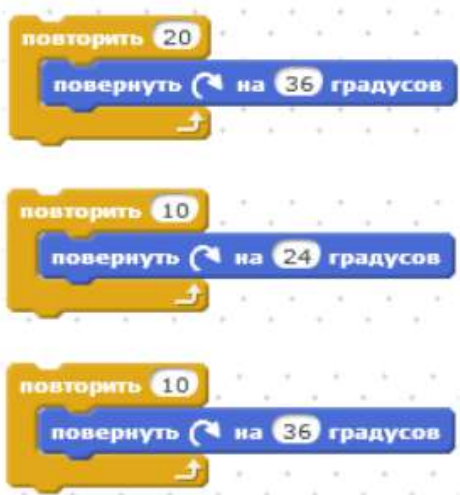 повторить 20
повернуть на 36 градусов
повторить 10
повернуть на 24 градусов
повторить 10
повернуть на 36 градусов